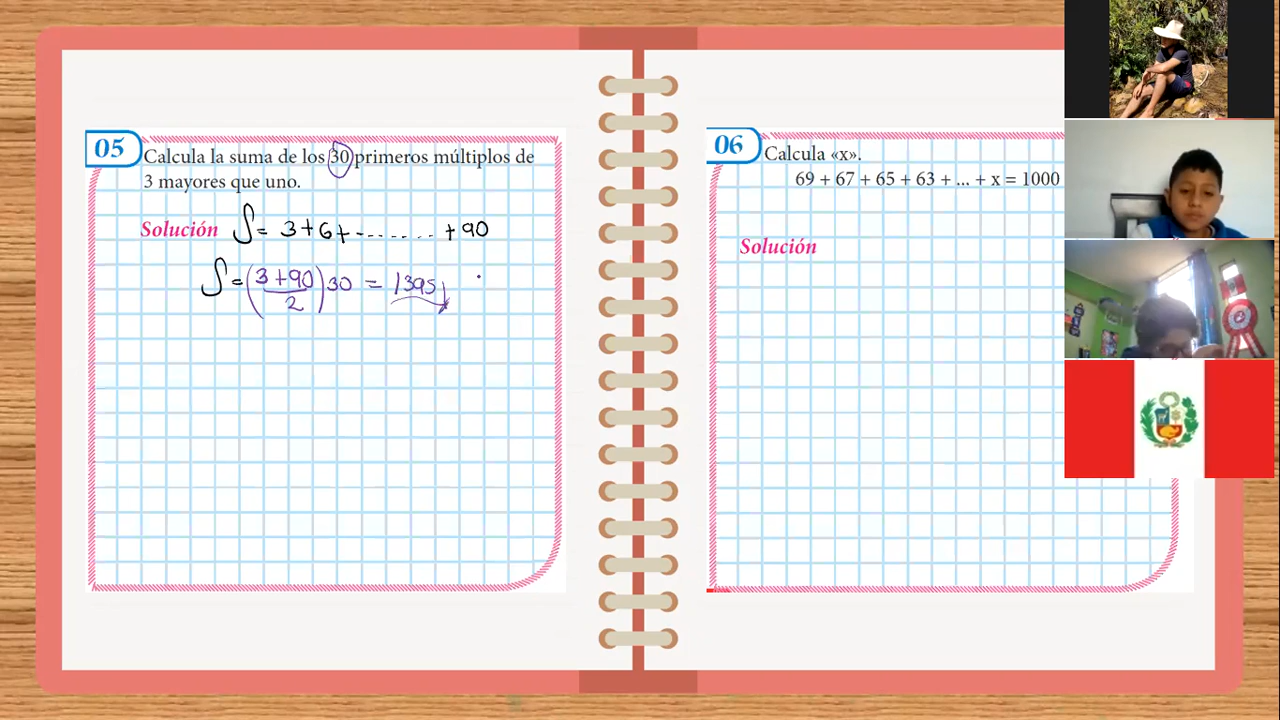 05
Calcula la suma de los 30 primeros múltiplos de
3 mayores que uno.
Solución S= 3+6+........+90
S=(3+90/2)30 = 1395
06
Calcula «x».
69 + 67 + 65 + 63 + ... + x = 1000
Solución